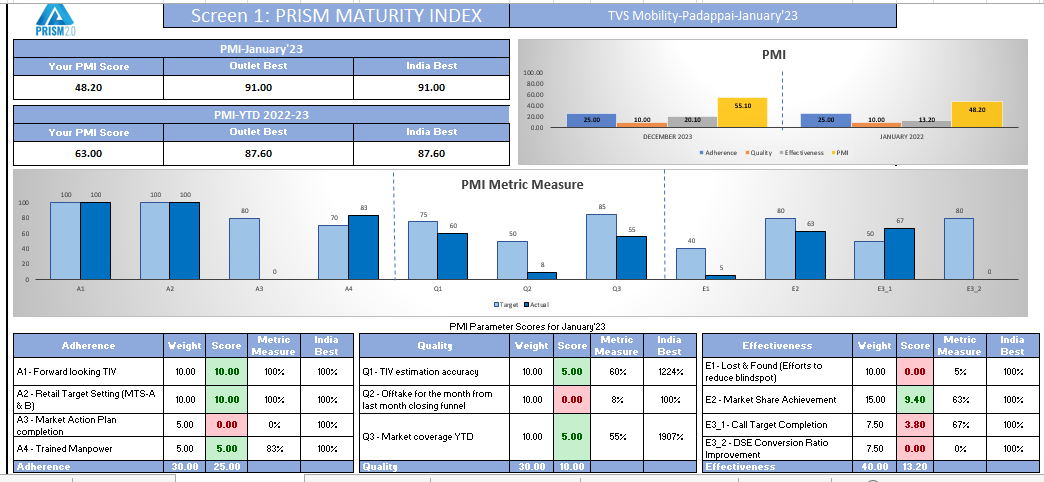 PRISM2.0
Screen 1: PRISM MATURITY INDEX
TVS Mobility-Padappai-January'23
PMI-January'23
Your PMI Score Outlet Best India Best
48.20 91.00 91.00
PMI-YTD 2022-23
Your PMI Score Outlet Best India Best
63.00 87.60 87.60
PMI
100.00
80.00
60.00
40.00
20.00
0.00
25.00 10.00 20.10 55.10 25.00 10.00 13.20 48.20
DECEMBER 2023 JANUARY 2022
Adherence Quality Effectiveness PMI
PMI Metric Measure
100
80
60
40
20
0
100 100 100 100 80 0 70 83 75 60 50 8 85 55 40 5 80 63 50 67 80 0
A1 A2 A3 A4 Q1 Q2 Q3 E1 E2 E3_1 E3_2
Target Actual
PMI Parameter Scores for January'23
Adherence Weight Score Metric Measure India Best
A1 - Forward looking TIV 10.00 10.00 100% 100%
A2 - Retail Target Setting (MTS-A & B) 10.00 10.00 100% 100%
A3 - Market Action Plan completion 5.00 0.00 0% 100%
A4 - Trained Manpower 5.00 5.00 83% 100%
Adherence 30.00 25.00
Quality Weight Score Metric Measure India Best
Q1 - TIV estimation accuracy 10.00 5.00 60% 1224%
Q2 - Offtake for the month from last month closing funnel 10.00 0.00 8% 100%
Q3 - Market coverage YTD 10.00 5.00 55% 1907%
Quality 30.00 10.00
Effectiveness Weight Score Metric Measure India Best
E1 - Lost & Found (Efforts to reduce blindspot) 10.00 0.00 5% 100%
E2 - Market Share Achievement 15.00 9.40 63% 100%
E3_1 - Call Target Completion 7.50 3.80 67% 100%
E3_2 - DSE Conversion Ratio Improvement 7.50 0.00 0% 100%
Effectiveness 40.00 13.20